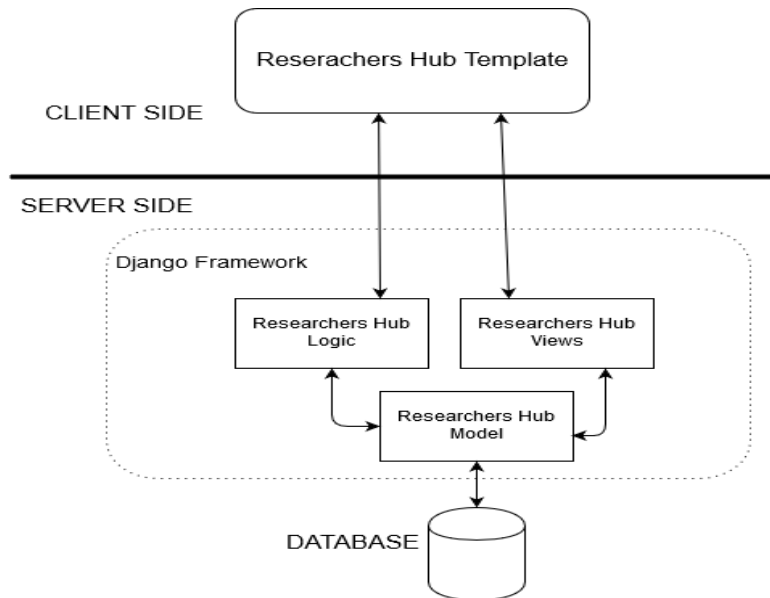 Reserachers Hub Template
CLIENT SIDE
SERVER SIDE
Django Framework
Researchers Hub
Logic
Researchers Hub
Views
Researchers Hub
Model
DATABASE